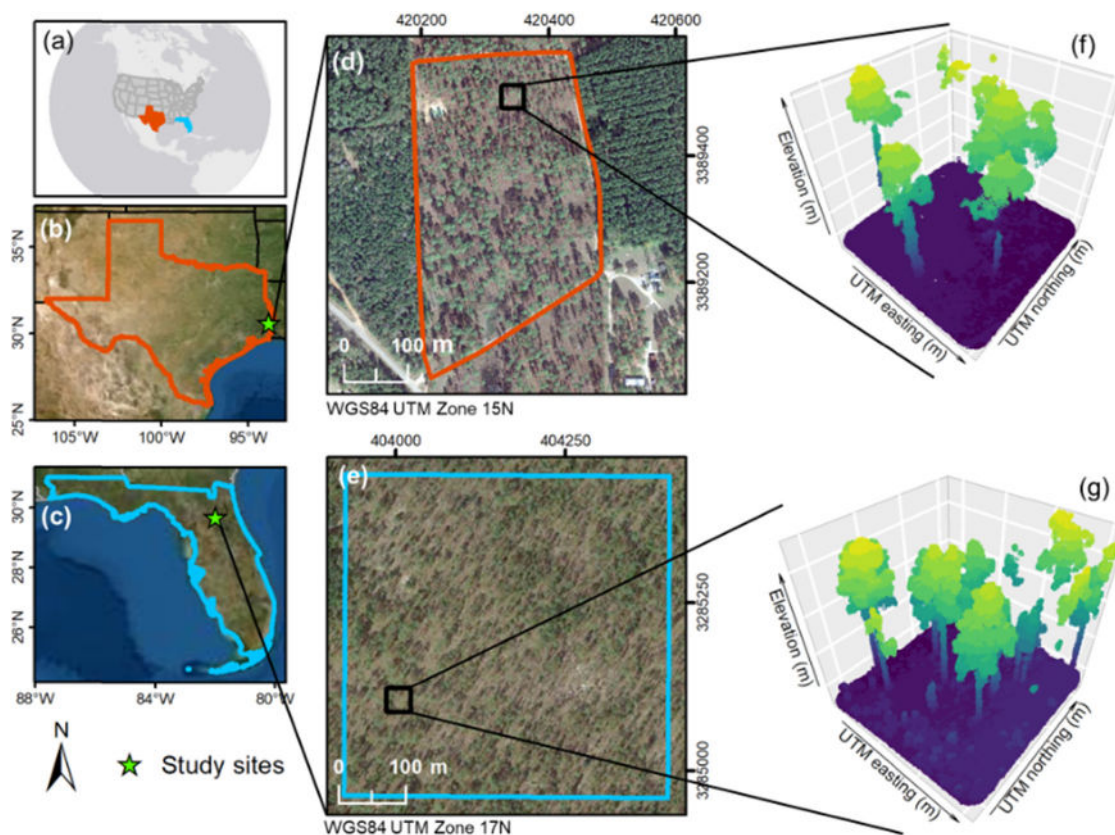 (a)
(b)
35°N
30°N
25°N
105°W
100°W
95°W
(c)
30°N
28°N
26°N
88°W
84°W
80°W
N
Study sites
420200
420400
420600
(d)
3389400
3389200
0
100 m
WGS84 UTM Zone 15N
404000
404250
(e)
3285250
3285000
0
100 m
WGS84 UTM Zone 17N
(f)
Elevation (m)
UTM easting (m)
UTM northing (m)
(g)
Elevation (m)
UTM easting (m)
UTM northing (m)